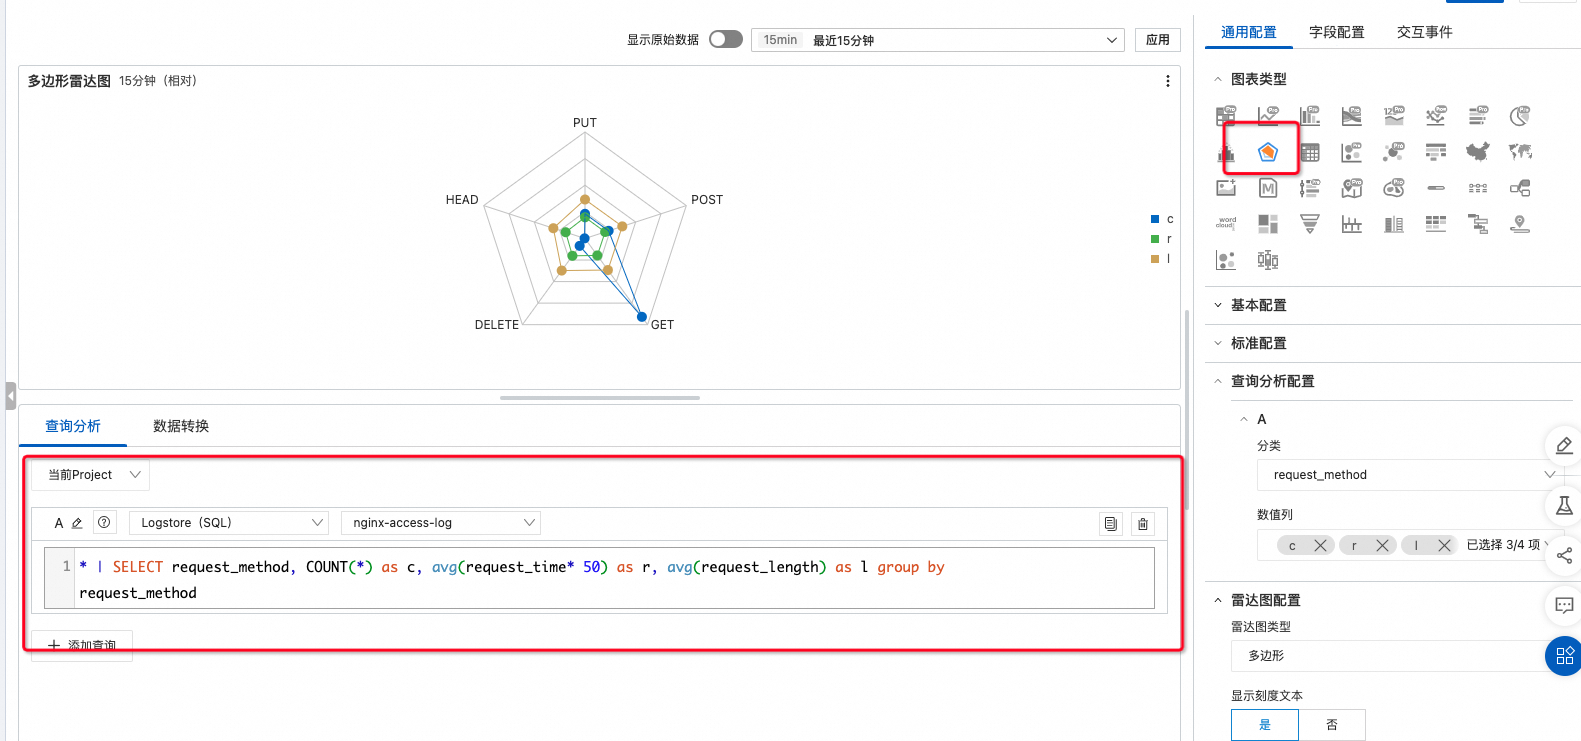 显示原始数据
15min 最近15分钟
应用
多边形雷达图 15分钟（相对）
PUT
HEAD
POST
DELETE
GET
c
r
l
查询分析 数据转换
当前Project
A
Logstore（SQL）
nginx-access-log
1 * | SELECT request_method, COUNT(*) as c, avg(request_time* 50) as r, avg(request_length) as l group by
request_method
添加查询
通用配置 字段配置 交互事件
图表类型
word
cloud
基本配置
标准配置
查询分析配置
A
分类
request_method
数值列
c r l 已选择 3/4 项
雷达图配置
雷达图类型
多边形
显示刻度文本
是 否